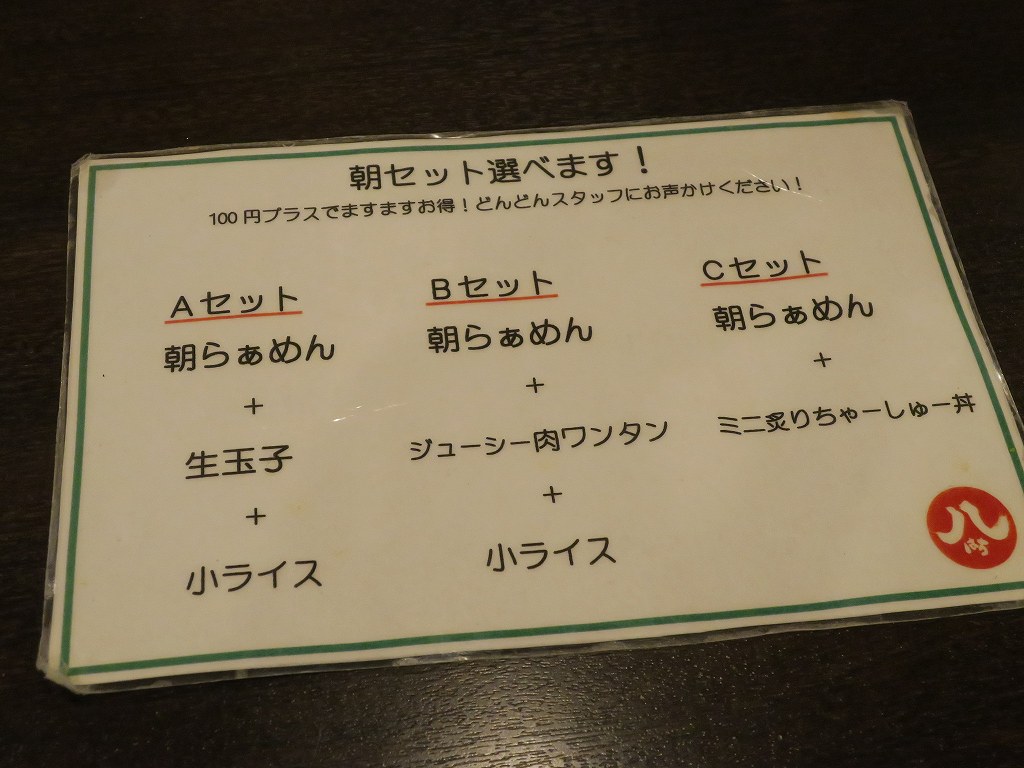 朝セット選べます！
100円プラスでますますお得！どんどんスタッフにお声かけください！
Aセット
朝らぁめん
＋
生玉子
＋
小ライス
Bセット
朝らぁめん
＋
ジューシー肉ワンタン
＋
小ライス
Cセット
朝らぁめん
＋
ミニ炙りちゃーしゅー丼
八
はち